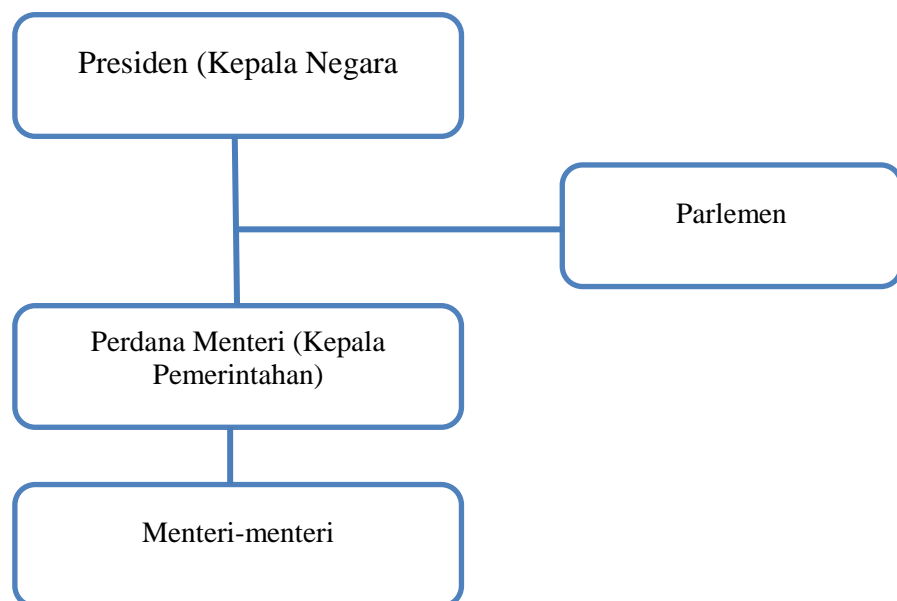 Presiden (Kepala Negara
Parlemen
Perdana Menteri (Kepala
Pemerintahan)
Menteri-menteri